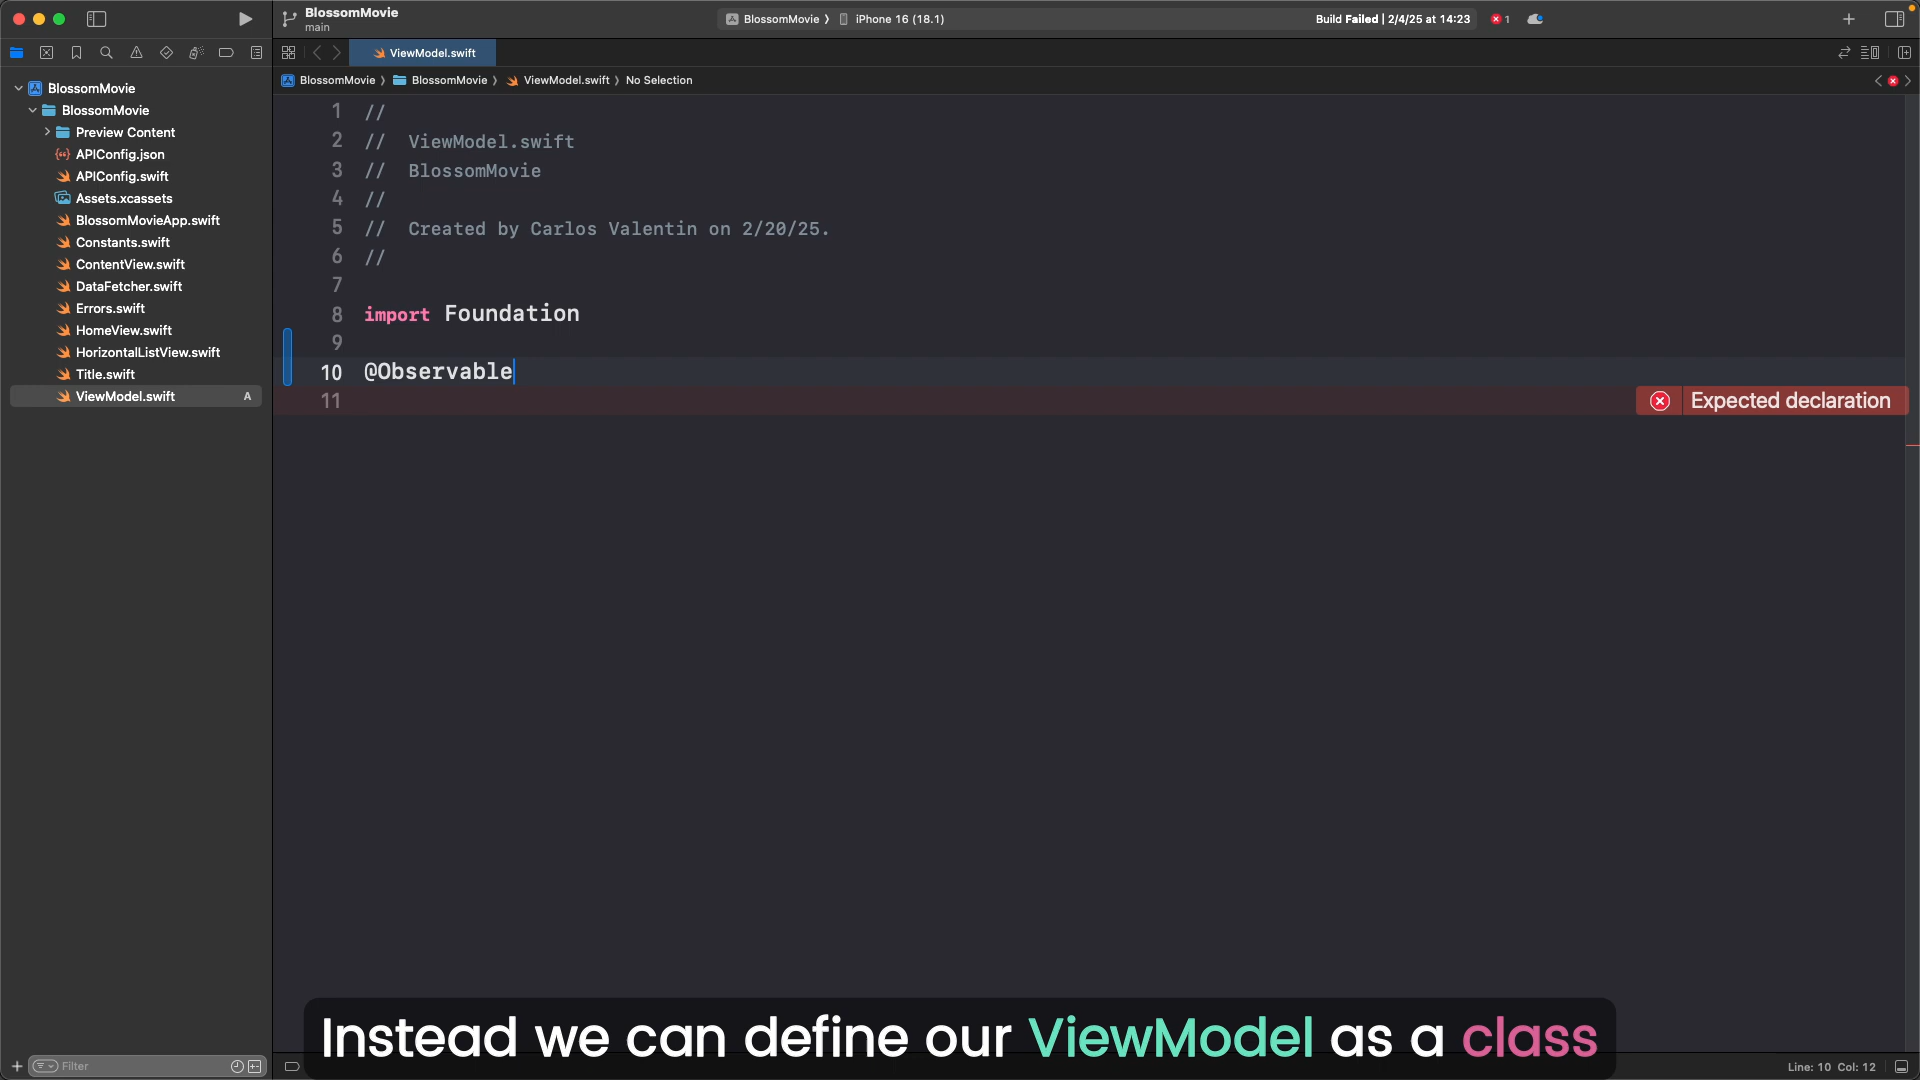 BlossomMovie
main
BlossomMovie 〉 iPhone 16 (18.1)
Build Failed | 2/4/25 at 14:23
1
ViewModel.swift
BlossomMovie 〉 BlossomMovie 〉 ViewModel.swift 〉 No Selection
BlossomMovie
BlossomMovie
Preview Content
APIConfig.json
APIConfig.swift
Assets.xcassets
BlossomMovieApp.swift
Constants.swift
ContentView.swift
DataFetcher.swift
Errors.swift
HomeView.swift
HorizontalListView.swift
Title.swift
ViewModel.swift A
1 //
2 // ViewModel.swift
3 // BlossomMovie
4 //
5 // Created by Carlos Valentin on 2/20/25.
6 //
7
8 import Foundation
9
10 @Observable
11 Expected declaration
Instead we can define our ViewModel as a class
Filter
Line: 10 Col: 12